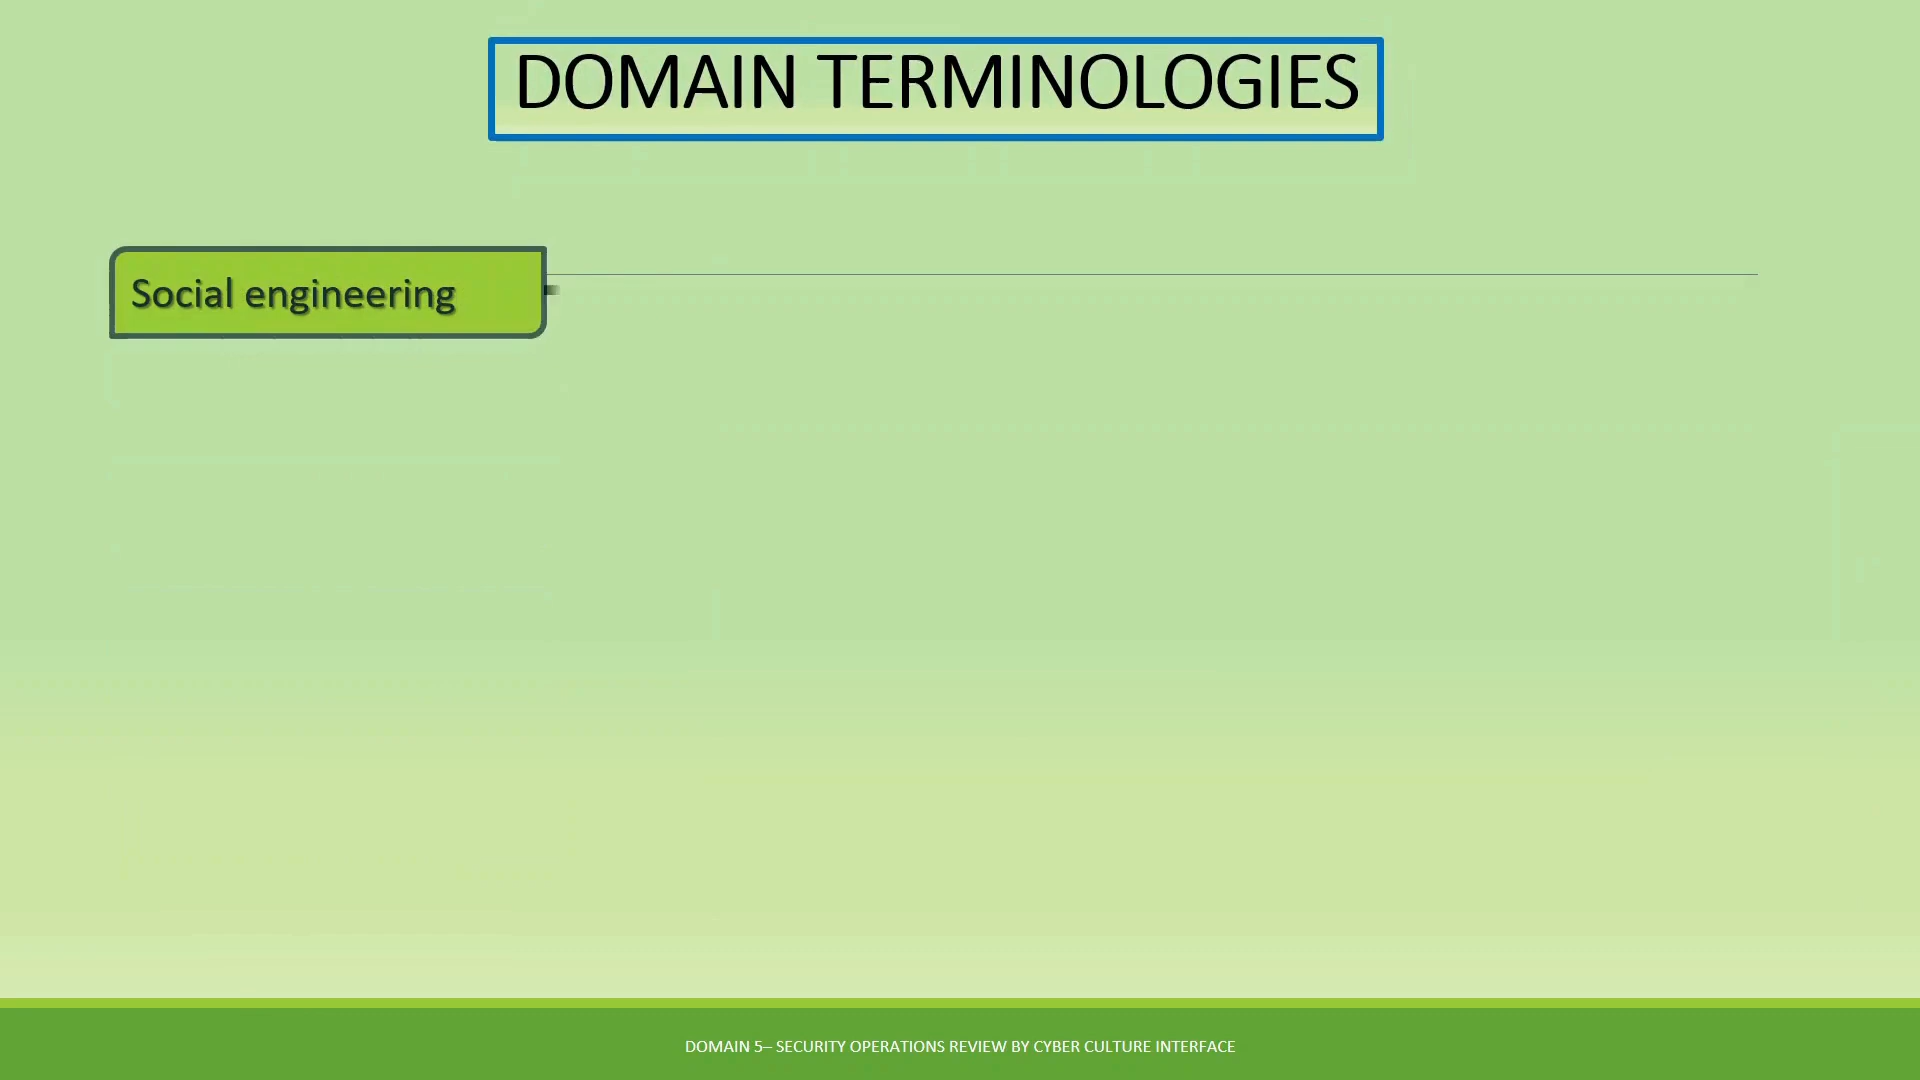 DOMAIN TERMINOLOGIES
Social engineering
DOMAIN 5– SECURITY OPERATIONS REVIEW BY CYBER CULTURE INTERFACE